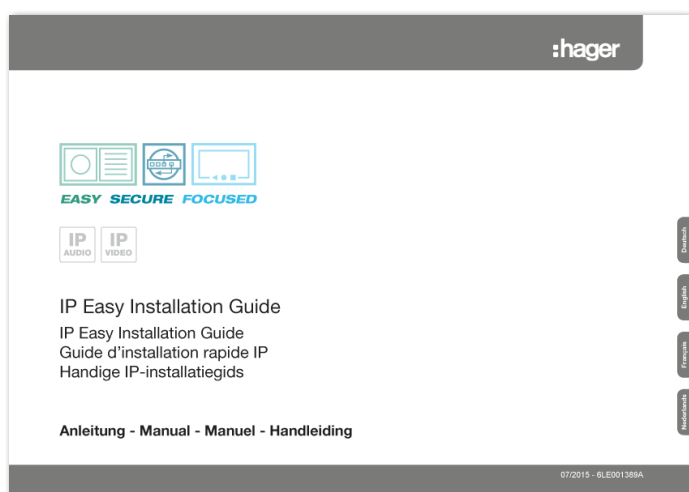 :hager
EASY SECURE FOCUSED
IP AUDIO
IP VIDEO
IP Easy Installation Guide
IP Easy Installation Guide
Guide d'installation rapide IP
Handige IP-installatiegids
Anleitung - Manual - Manuel - Handleiding
Deutsch
English
Français
Nederlands
07/2015 - 6LE001389A